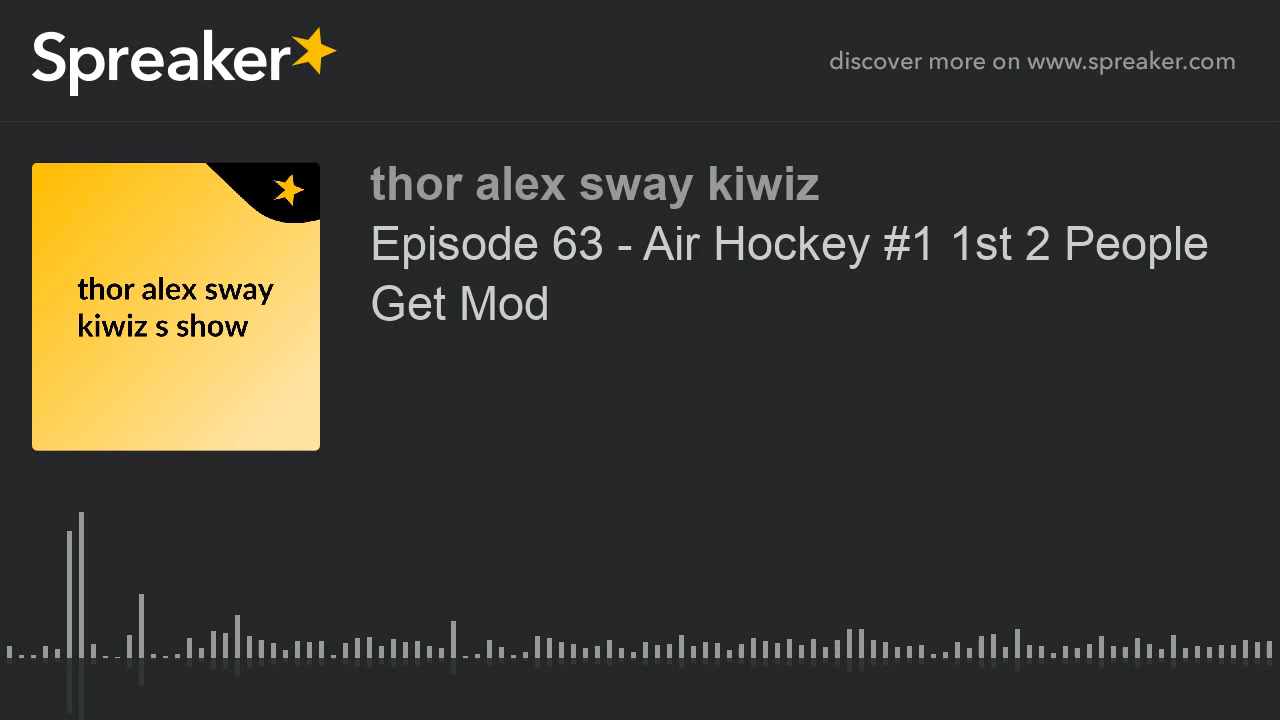 Spreaker
discover more on www.spreaker.com
thor alex sway kiwiz
Episode 63 - Air Hockey #1 1st 2 People
Get Mod
thor alex sway
kiwiz s show